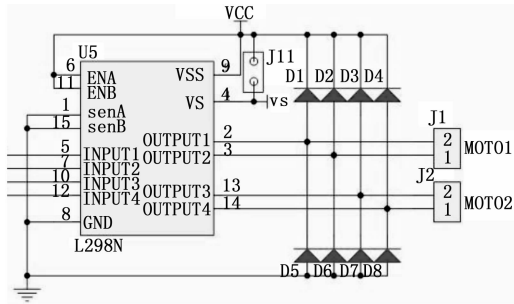 VCC
U5
J11
6 ENA VSS 9
11 ENB
D1 D2 D3 D4
1 senA VS 4 vs
15 senB
OUTPUT1 2
J1
5 INPUT1 OUTPUT2 3
2 MOTO1
1
7 INPUT2
10 INPUT3
J2
12 INPUT4 OUTPUT3 13
2 MOTO2
1
8 GND OUTPUT4 14
L298N
D5 D6 D7 D8